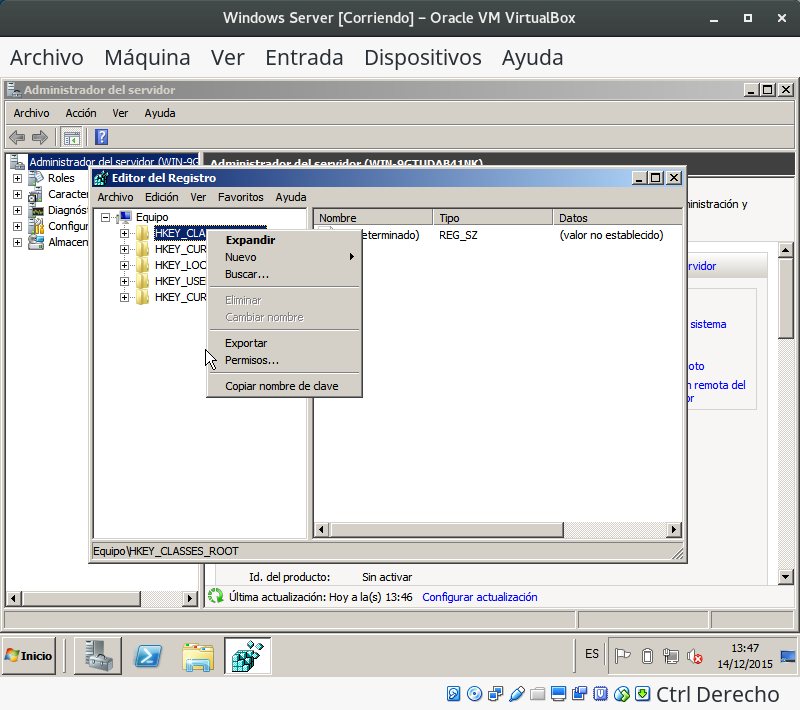 Windows Server [Corriendo] – Oracle VM VirtualBox
Archivo Máquina Ver Entrada Dispositivos Ayuda
Administrador del servidor
Archivo Acción Ver Ayuda
Administrador del servidor (WIN-9G
Administrador del servidor (WIN-9GTUDAB41NK)
Roles
Caracter
Diagnóst
Configur
Almacen
ministración y
rvidor
sistema
oto
n remota del
or
Editor del Registro
Archivo Edición Ver Favoritos Ayuda
Equipo
HKEY_CLA
HKEY_CUR
HKEY_LOC
HKEY_USE
HKEY_CUR
Nombre Tipo Datos
eterminado) REG_SZ (valor no establecido)
Expandir
Nuevo
Buscar...
Eliminar
Cambiar nombre
Exportar
Permisos...
Copiar nombre de clave
Equipo\HKEY_CLASSES_ROOT
Id. del producto: Sin activar
Última actualización: Hoy a la(s) 13:46 Configurar actualización
Inicio
ES
13:47
14/12/2015
Ctrl Derecho